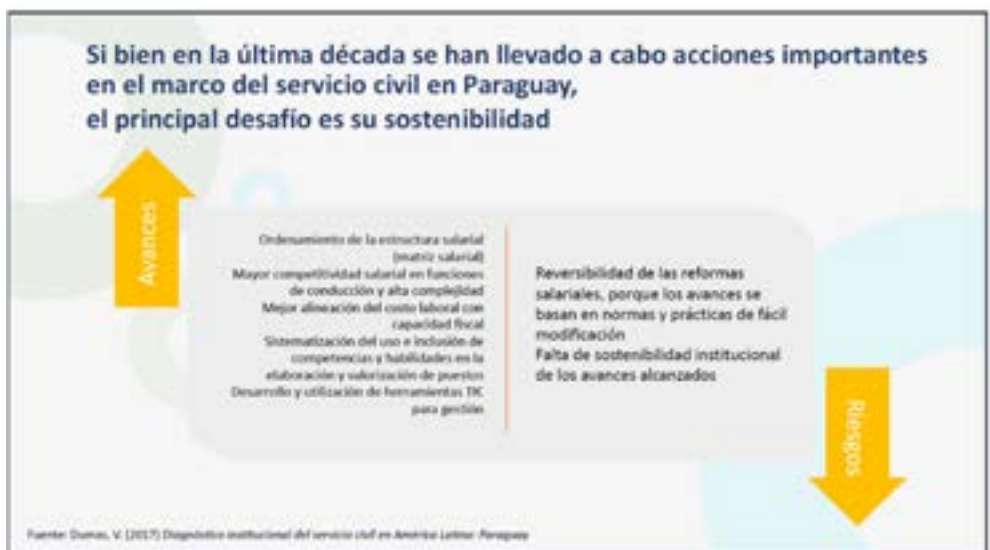 Si bien en la última década se han llevado a cabo acciones importantes
en el marco del servicio civil en Paraguay,
el principal desafío es su sostenibilidad
Avances
Ordenamiento de la estructura salarial
(matriz salarial)
Mayor competitividad salarial en funciones
de conducción y alta complejidad
Mejor alineación del costo laboral con
capacidad fiscal
Sistematización del uso e inclusión de
competencias y habilidades en la
elaboración y valorización de puestos
Desarrollo y utilización de herramientas TIC
para gestión
Reversibilidad de las reformas
salariales, porque los avances se
basan en normas y prácticas de fácil
modificación
Falta de sostenibilidad institucional
de los avances alcanzados
Riesgos
Fuente: Dumas, V. (2017) Diagnóstico institucional del servicio civil en América Latina: Paraguay